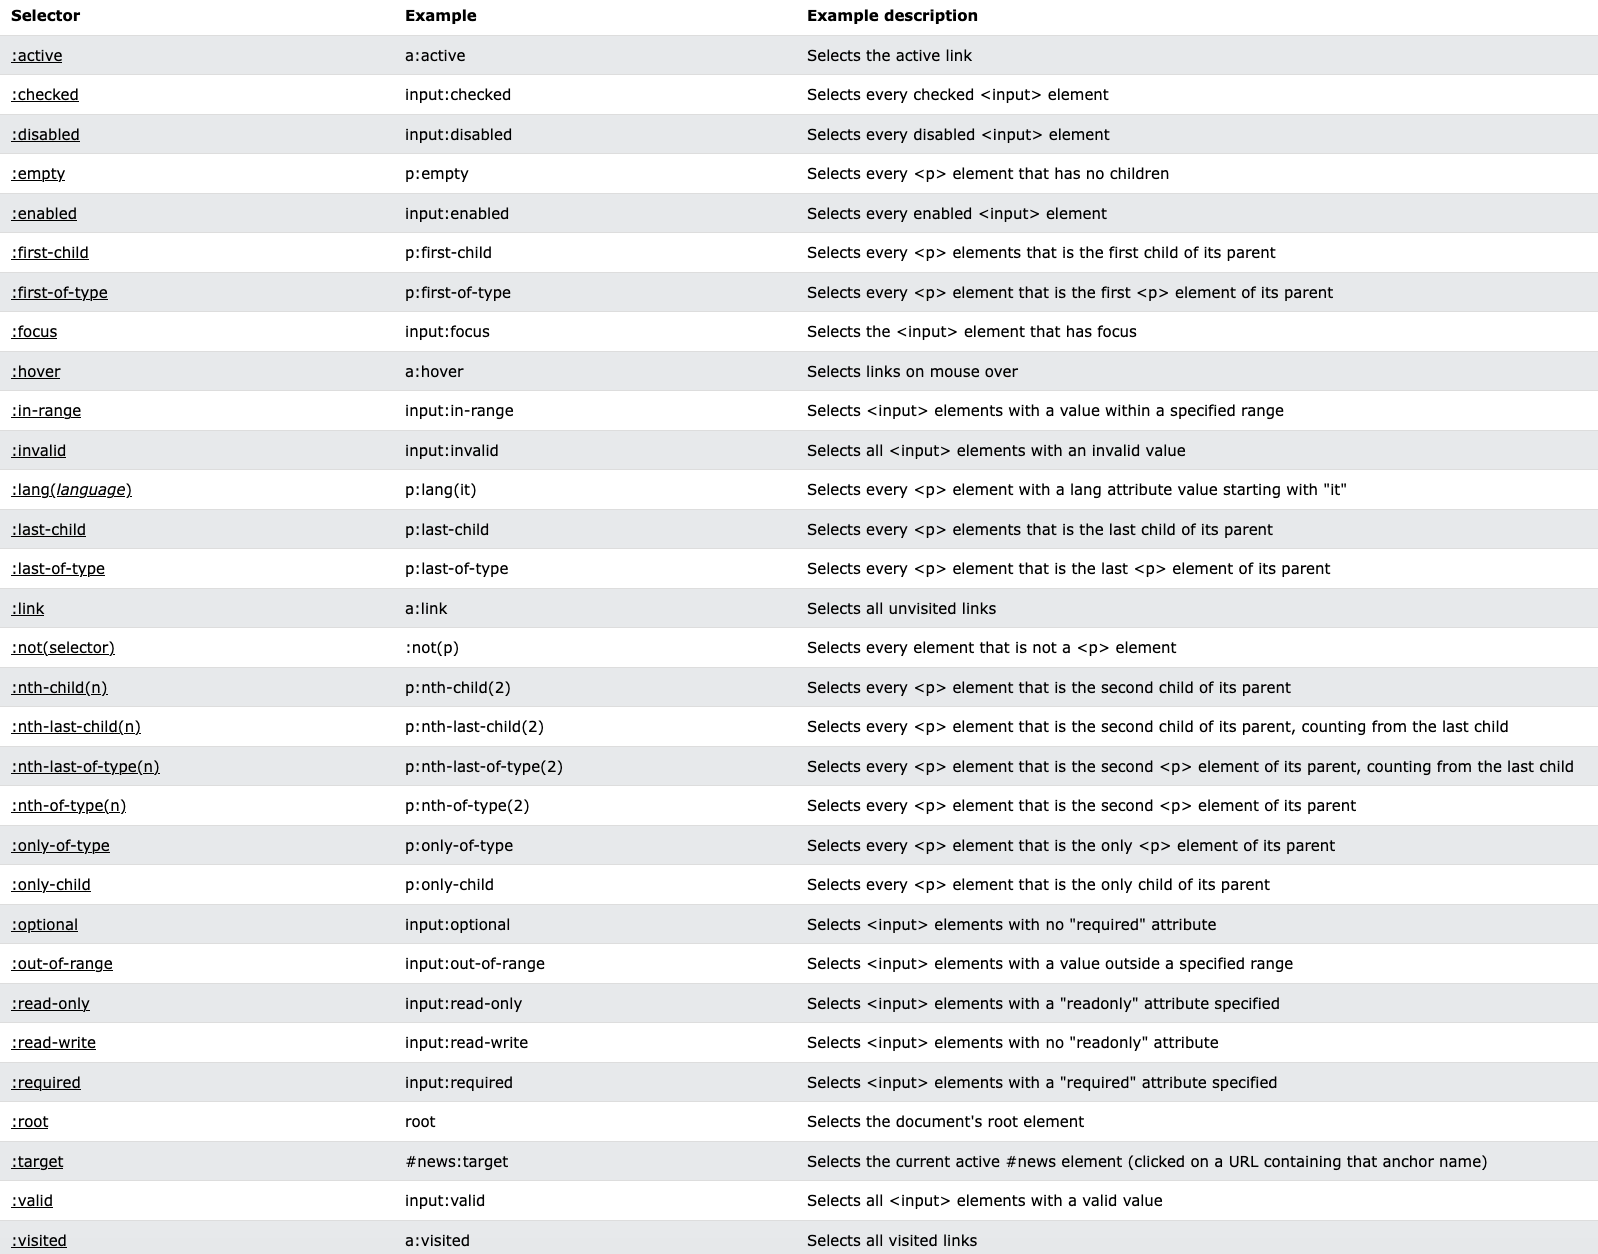 Selector Example Example description
:active a:active Selects the active link
:checked input:checked Selects every checked <input> element
:disabled input:disabled Selects every disabled <input> element
:empty p:empty Selects every <p> element that has no children
:enabled input:enabled Selects every enabled <input> element
:first-child p:first-child Selects every <p> elements that is the first child of its parent
:first-of-type p:first-of-type Selects every <p> element that is the first <p> element of its parent
:focus input:focus Selects the <input> element that has focus
:hover a:hover Selects links on mouse over
:in-range input:in-range Selects <input> elements with a value within a specified range
:invalid input:invalid Selects all <input> elements with an invalid value
:lang(language) p:lang(it) Selects every <p> element with a lang attribute value starting with "it"
:last-child p:last-child Selects every <p> elements that is the last child of its parent
:last-of-type p:last-of-type Selects every <p> element that is the last <p> element of its parent
:link a:link Selects all unvisited links
:not(selector) :not(p) Selects every element that is not a <p> element
:nth-child(n) p:nth-child(2) Selects every <p> element that is the second child of its parent
:nth-last-child(n) p:nth-last-child(2) Selects every <p> element that is the second child of its parent, counting from the last child
:nth-last-of-type(n) p:nth-last-of-type(2) Selects every <p> element that is the second <p> element of its parent, counting from the last child
:nth-of-type(n) p:nth-of-type(2) Selects every <p> element that is the second <p> element of its parent
:only-of-type p:only-of-type Selects every <p> element that is the only <p> element of its parent
:only-child p:only-child Selects every <p> element that is the only child of its parent
:optional input:optional Selects <input> elements with no "required" attribute
:out-of-range input:out-of-range Selects <input> elements with a value outside a specified range
:read-only input:read-only Selects <input> elements with a "readonly" attribute specified
:read-write input:read-write Selects <input> elements with no "readonly" attribute
:required input:required Selects <input> elements with a "required" attribute specified
:root root Selects the document's root element
:target #news:target Selects the current active #news element (clicked on a URL containing that anchor name)
:valid input:valid Selects all <input> elements with a valid value
:visited a:visited Selects all visited links